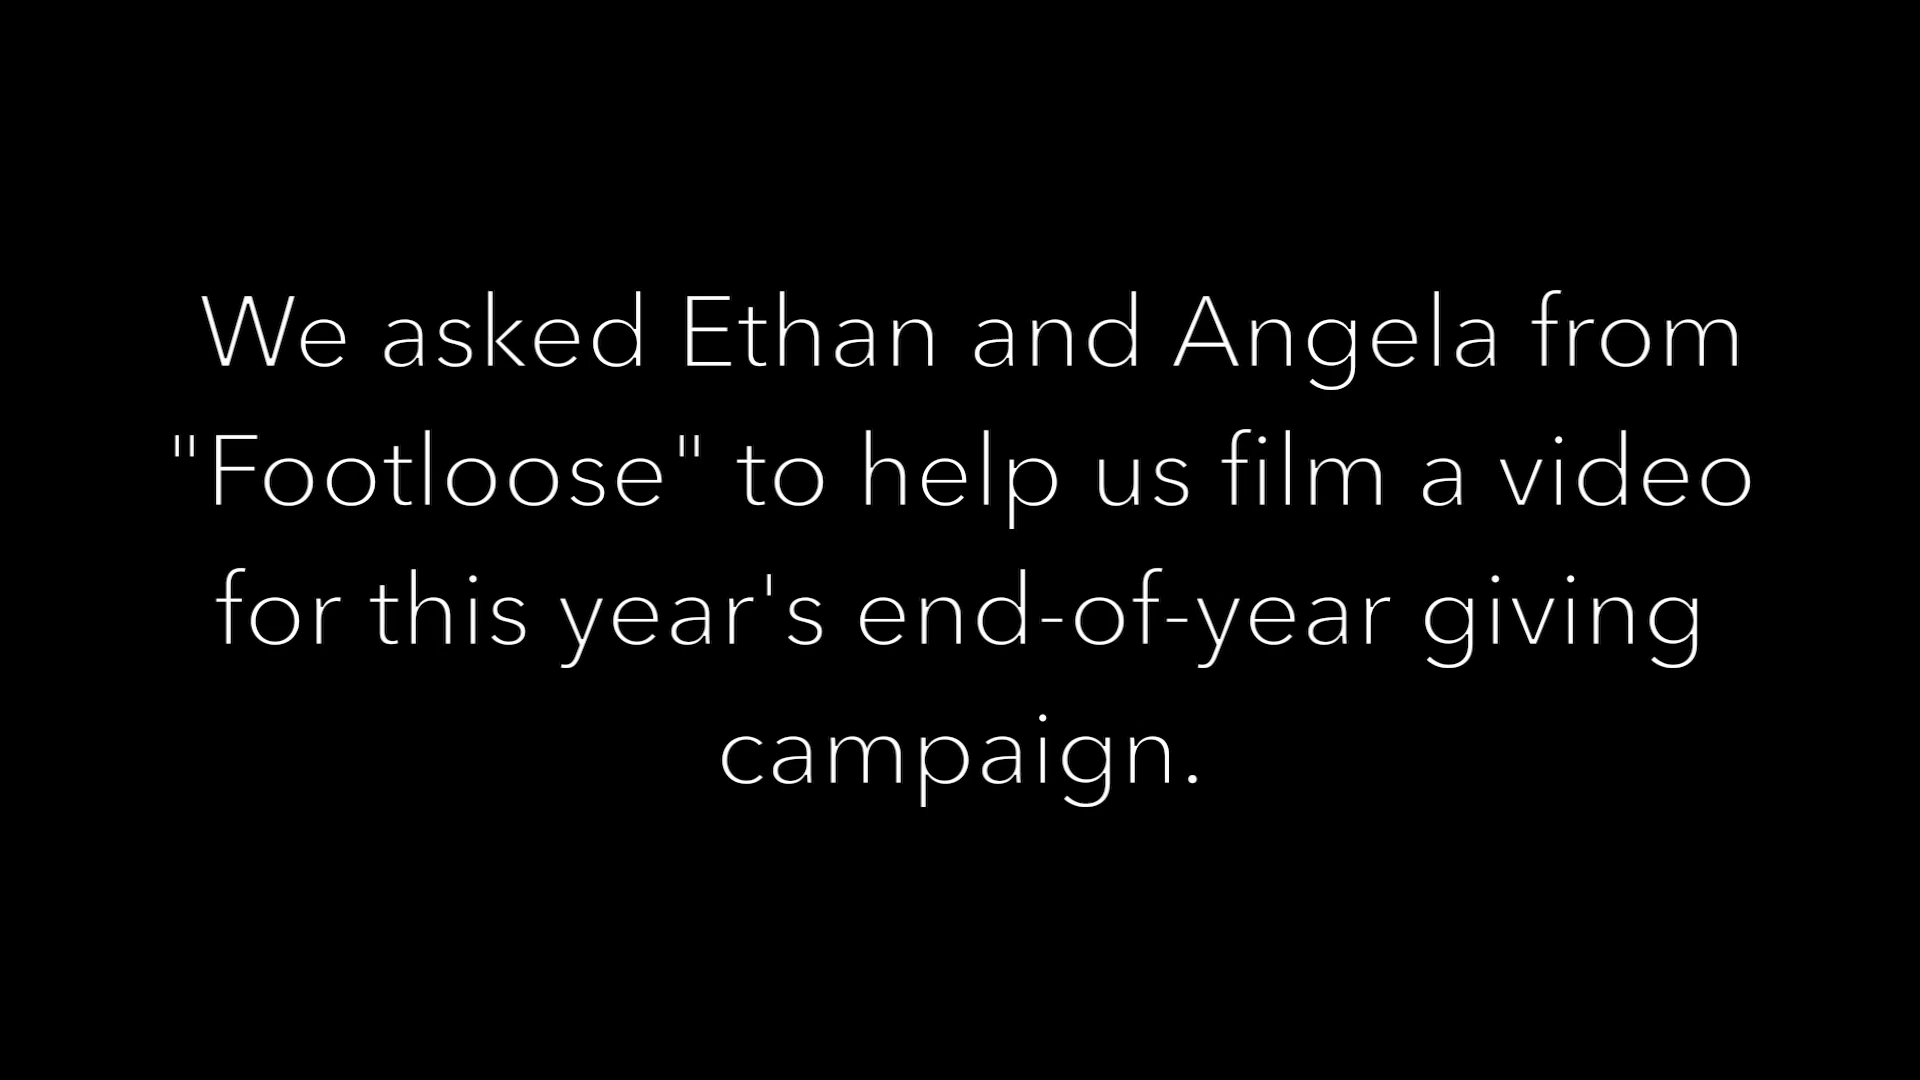 We asked Ethan and Angela from
"Footloose" to help us film a video
for this year's end-of-year giving
campaign.